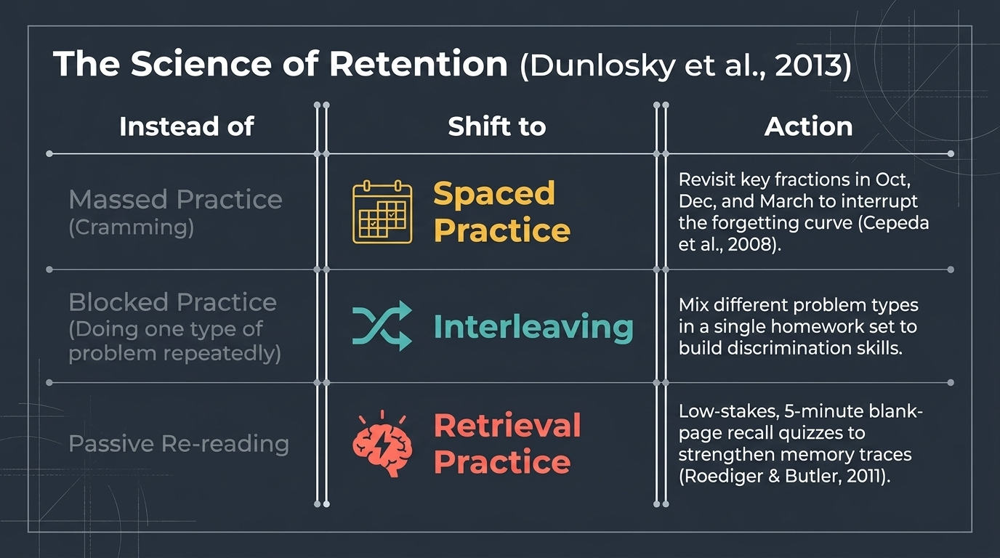 The Science of Retention (Dunlosky et al., 2013)
Instead of
Shift to
Action
Massed Practice
(Cramming)
Spaced
Practice
Revisit key fractions in Oct,
Dec, and March to interrupt
the forgetting curve (Cepeda
et al., 2008).
Blocked Practice
(Doing one type of
problem repeatedly)
Interleaving
Mix different problem types
in a single homework set to
build discrimination skills.
Passive Re-reading
Retrieval
Practice
Low-stakes, 5-minute blank-
page recall quizzes to
strengthen memory traces
(Roediger & Butler, 2011).